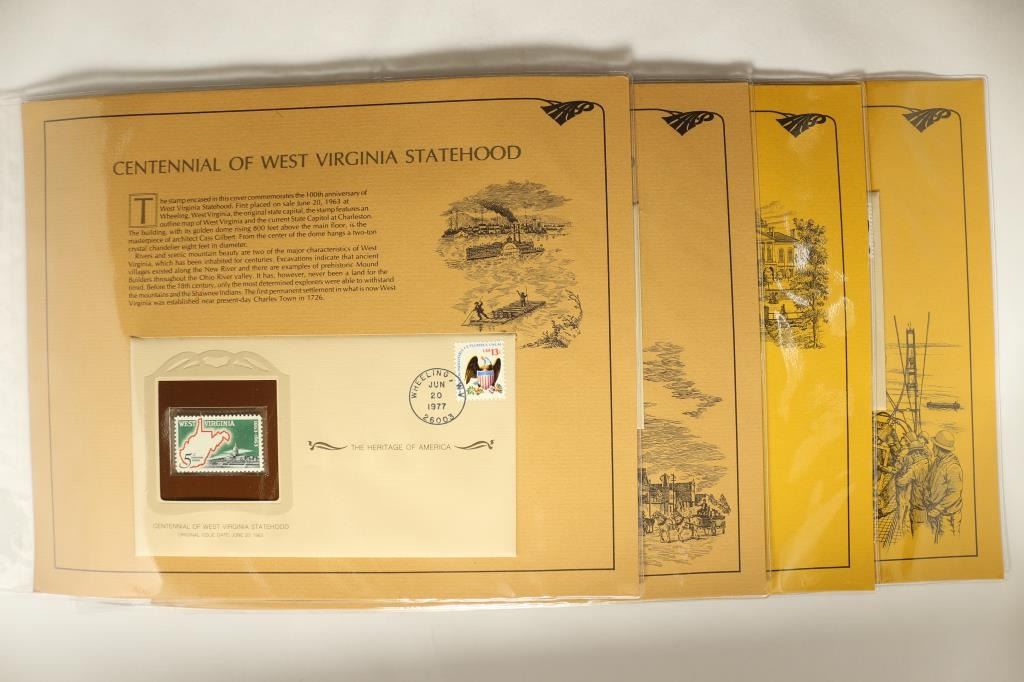 CENTENNIAL OF WEST VIRGINIA STATEHOOD
The stamp encased in this cover commemorates the 100th anniversary of
West Virginia Statehood. First placed on sale June 20, 1963 at
Wheeling, West Virginia, the original state capital, the stamp features an
outline map of West Virginia and the current State Capitol at Charleston.
The building, with its golden dome rising 600 feet above the main floor, is the
masterpiece of architect Cass Gilbert. From the center of the dome hangs a two-ton
crystal chandelier eight feet in diameter.
Rivers and scenic mountain beauty are two of the major characteristics of West
Virginia, which has been inhabited for centuries. Excavations indicate that ancient
villages existed along the New River and there are examples of prehistoric Mound
Builders throughout the Ohio River valley. It has, however, never been a land for the
timid. Before the 18th century, only the most determined explorers were able to withstand
the mountains and the Shawnee Indians. The first permanent settlement in what is now West
Virginia was established near present-day Charles Town in 1726.
USA 13c
WHEELING, WV
JUN
20
1977
26003
WEST VIRGINIA
1863-1963
5
THE HERITAGE OF AMERICA
CENTENNIAL OF WEST VIRGINIA STATEHOOD
ORIGINAL ISSUE DATE: JUNE 20, 1963